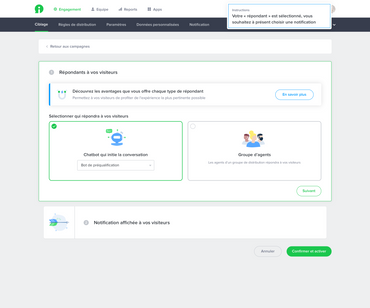 Engagement
Equipe
Reports
Apps
Instructions
Votre « répondant » est sélectionné, vous
souhaitez à présent choisir une notification
Ciblage
Règles de distribution
Paramètres
Données personnalisées
Notification
Retour aux campagnes
Répondants à vos visiteurs
Découvrez les avantages que vous offre chaque type de répondant.
Permettez à vos visiteurs de profiter de l'expérience la plus pertinente possible.
En savoir plus
Sélectionner qui répondra à vos visiteurs
Chatbot qui initie la conversation
Bot de préqualification
Groupe d'agents
Les agents d'un groupe de distribution répondra à vos visiteurs
Suivant
Notification affichée à vos visiteurs
Annuler
Confirmer et activer